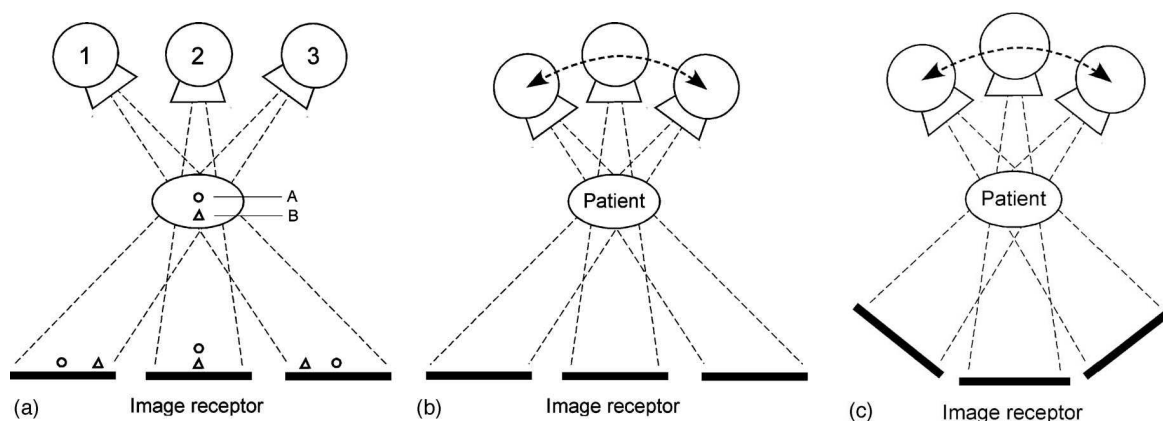 1 2 3
A
B
Image receptor
(a)
Patient
Image receptor
(b)
Patient
Image receptor
(c)